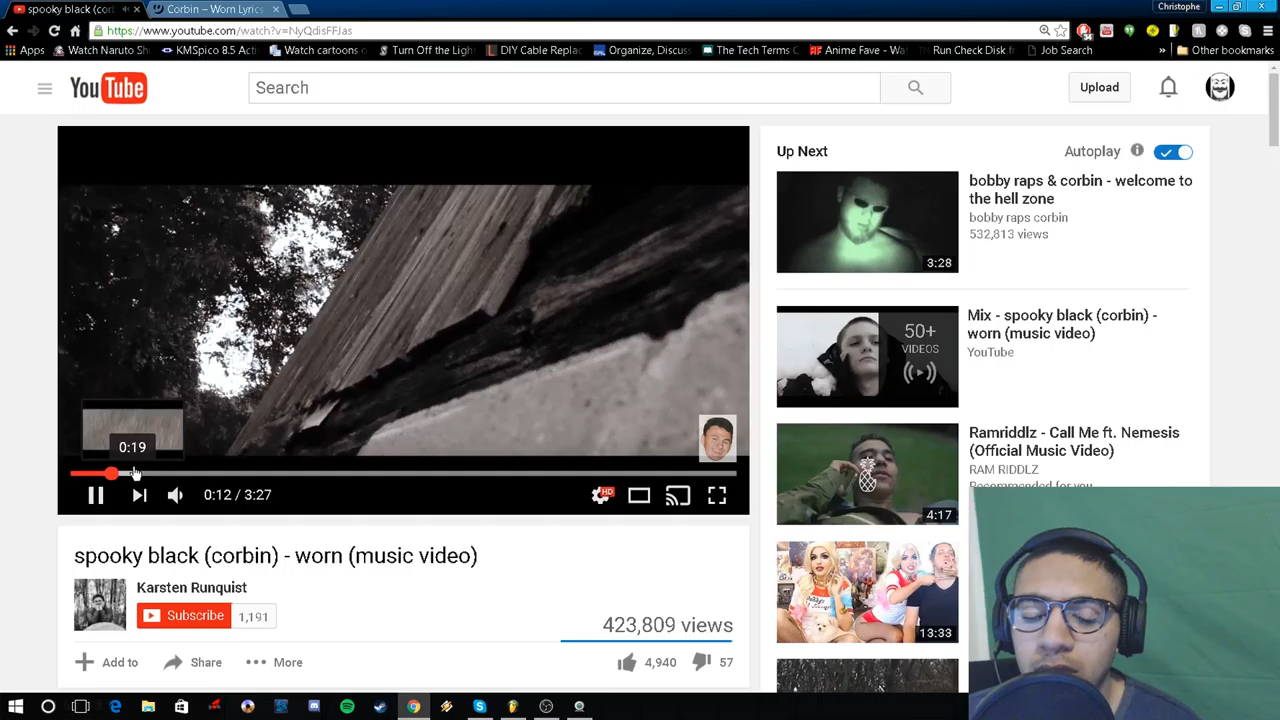 spooky black (cor
Corbin – Worn Lyrics
Christophe
https://www.youtube.com/watch?v=NyQdisFFJas
Apps
Watch Naruto Sh
KMSpico 8.5 Acti
Watch cartoons o
Turn Off the Ligh
DIY Cable Replac
Organize, Discuss
The Tech Terms C
Anime Fave - Wa
Run Check Disk f
Job Search
»
Other bookmarks
YouTube
Search
Upload
Up Next
Autoplay
bobby raps & corbin - welcome to
the hell zone
bobby raps corbin
532,813 views
3:28
Mix - spooky black (corbin) -
worn (music video)
YouTube
50+
VIDEOS
Ramriddlz - Call Me ft. Nemesis
(Official Music Video)
RAM RIDDLZ
Recommended for you
4:17
13:33
0:19
0:12 / 3:27
HD
spooky black (corbin) - worn (music video)
Karsten Runquist
Subscribe
1,191
423,809 views
Add to
Share
More
4,940
57